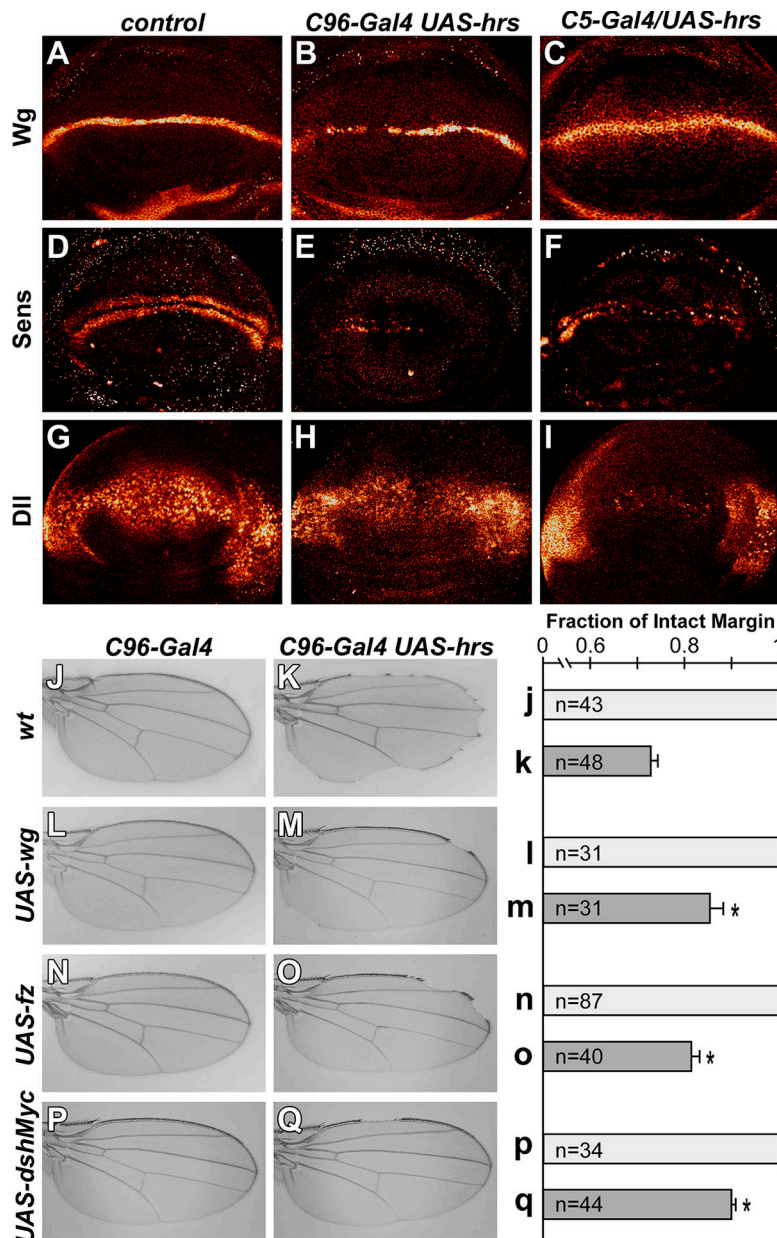 control C96-Gal4 UAS-hrs C5-Gal4/UAS-hrs
Wg A B C
Sens D E F
Dll G H I
Fraction of Intact Margin
C96-Gal4 C96-Gal4 UAS-hrs 0 0.6 0.8 1
wt J K j n=43
k n=48
UAS-wg L M l n=31
m n=31 *
UAS-fz N O n n=87
o n=40 *
UAS-dshMyc P Q p n=34
q n=44 *